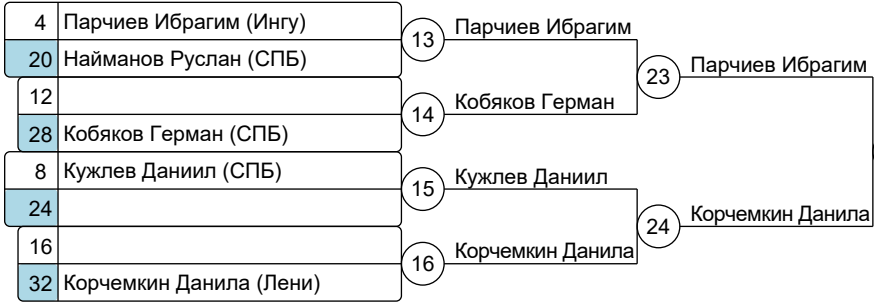 4 Парчиев Ибрагим (Ингу)
20 Найманов Руслан (СПБ)
13 Парчиев Ибрагим
12
28 Кобяков Герман (СПБ)
14 Кобяков Герман
23 Парчиев Ибрагим
8 Кужлев Даниил (СПБ)
24
15 Кужлев Даниил
16
32 Корчемкин Данила (Лени)
16 Корчемкин Данила
24 Корчемкин Данила